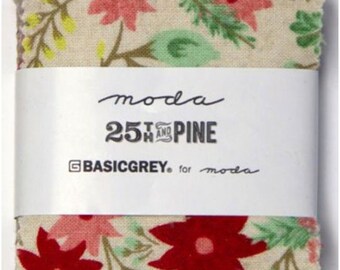 moda
25TH AND PINE
BASICGREY® for moda